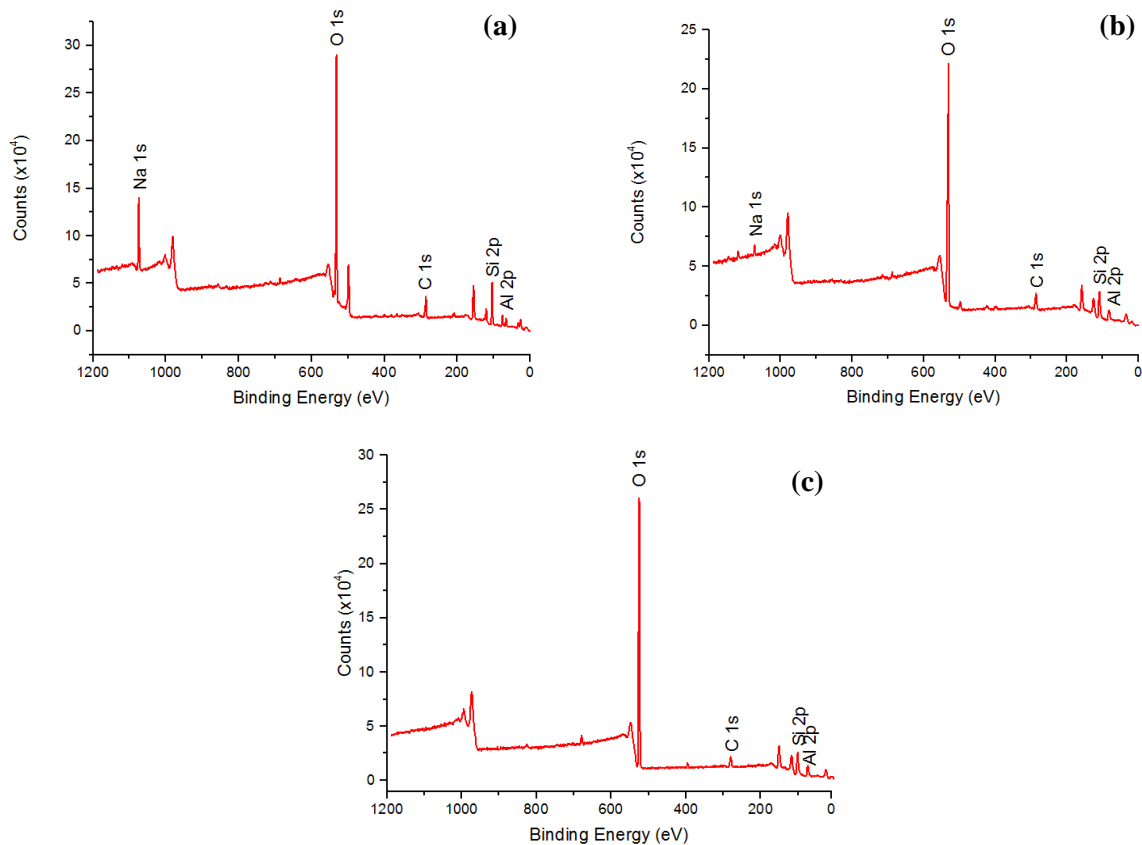 (a)
O 1s
Na 1s
C 1s
Si 2p
Al 2p
Counts (x10⁴)
30
25
20
15
10
5
0
1200 1000 800 600 400 200 0
Binding Energy (eV)
(b)
O 1s
Na 1s
C 1s
Si 2p
Al 2p
Counts (x10⁴)
25
20
15
10
5
0
1200 1000 800 600 400 200 0
Binding Energy (eV)
(c)
O 1s
C 1s
Si 2p
Al 2p
Counts (x10⁴)
30
25
20
15
10
5
0
1200 1000 800 600 400 200 0
Binding Energy (eV)